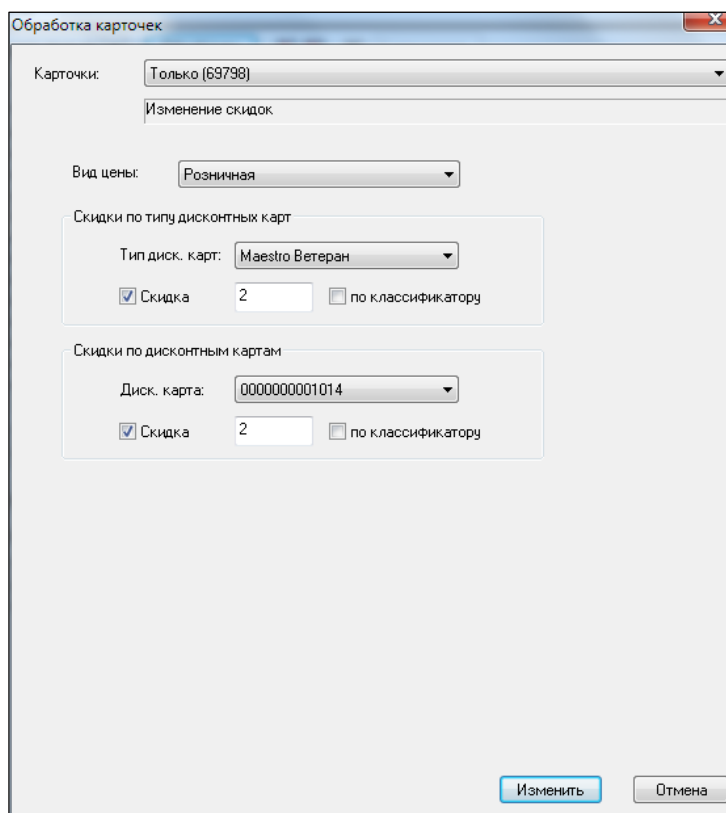 Обработка карточек
Карточки: Только (69798)
Изменение скидок
Вид цены: Розничная
Скидки по типу дисконтных карт
Тип диск. карт: Maestro Ветеран
Скидка 2 по классификатору
Скидки по дисконтным картам
Диск. карта: 0000000001014
Скидка 2 по классификатору
Изменить Отмена